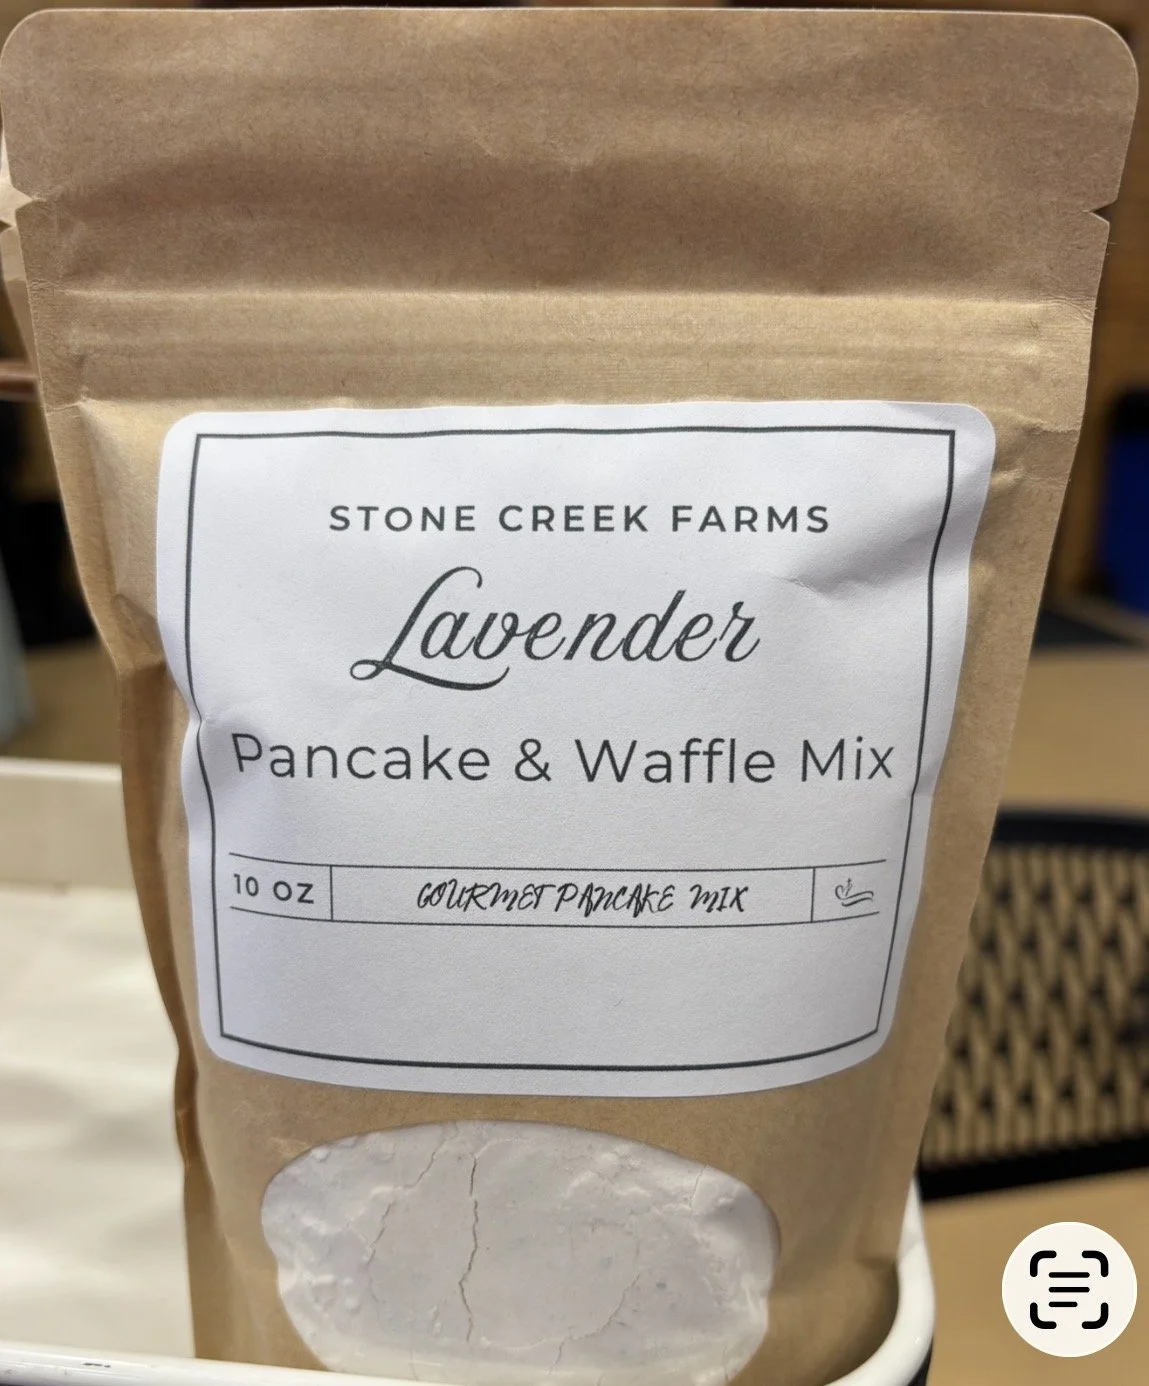 STONE CREEK FARMS
Lavender
Pancake & Waffle Mix
10 OZ
GOURMET PANCAKE MIX